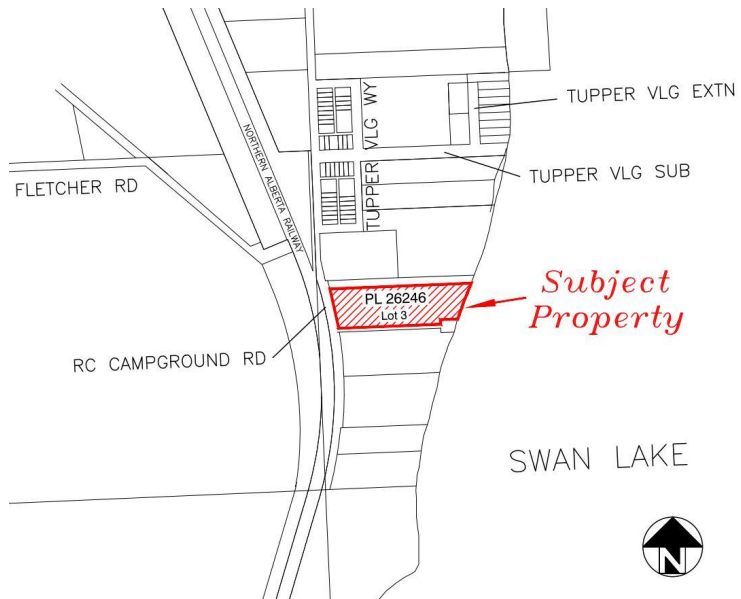 TUPPER VLG EXTN
TUPPER VLG WY
NORTHERN ALBERTA RAILWAY
TUPPER VLG SUB
FLETCHER RD
Subject
Property
PL 26246
Lot 3
RC CAMPGROUND RD
SWAN LAKE
N